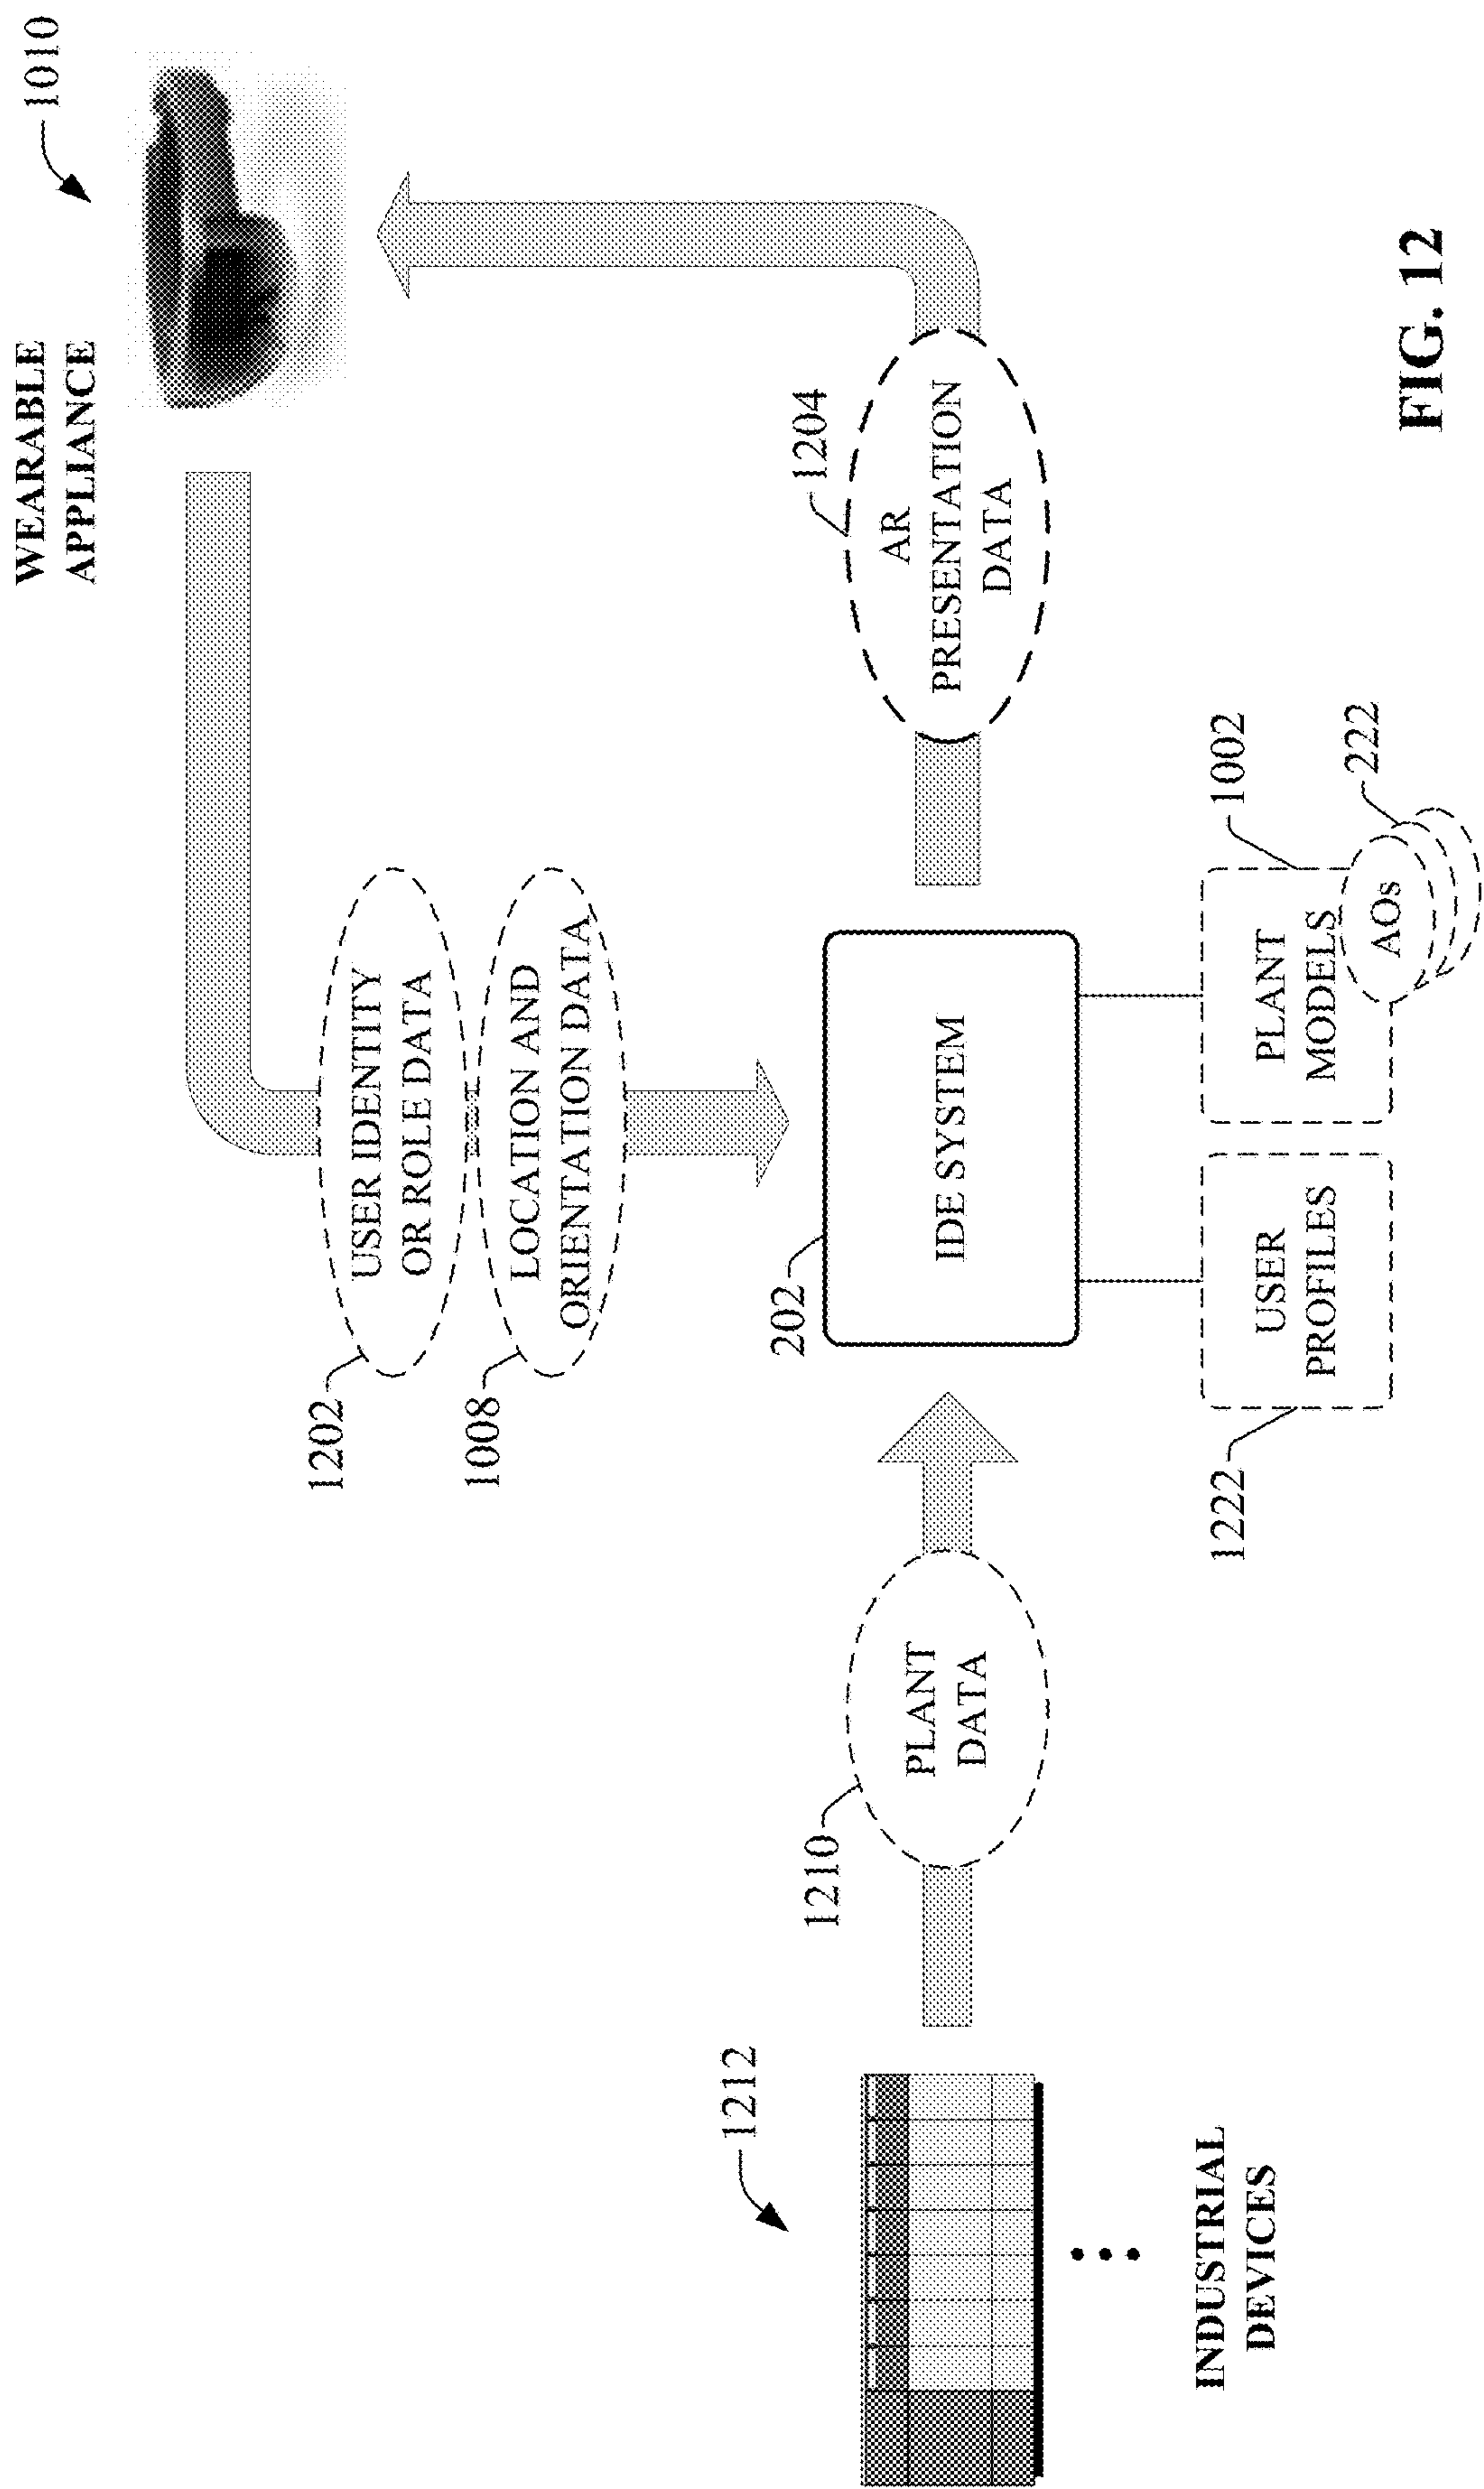 WEARABLE
APPLIANCE
1010
1202
USER IDENTITY
OR ROLE DATA
1008
LOCATION AND
ORIENTATION DATA
1212
1210
PLANT
DATA
202
IDE SYSTEM
1204
AR
PRESENTATION
DATA
INDUSTRIAL
DEVICES
1222
USER
PROFILES
PLANT
MODELS
1002
AOs
222
FIG. 12